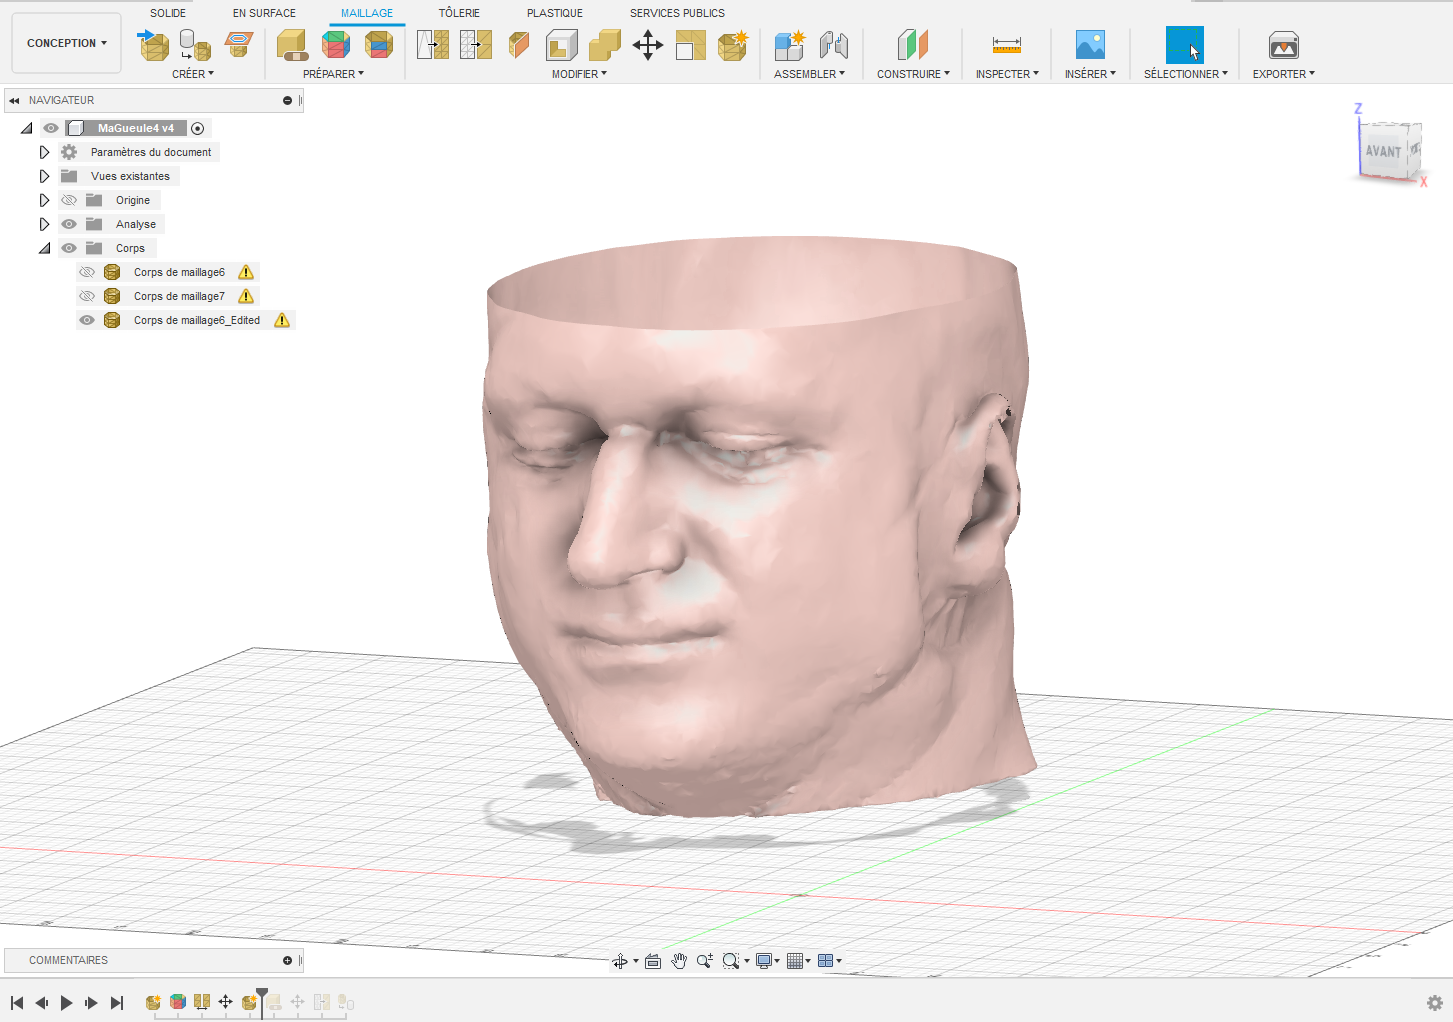 SOLIDE EN SURFACE MAILLAGE TÔLERIE PLASTIQUE SERVICES PUBLICS
CONCEPTION
CRÉER PRÉPARER MODIFIER ASSEMBLER CONSTRUIRE INSPECTER INSÉRER SÉLECTIONNER EXPORTER
NAVIGATEUR
MaGueule4 v4
Paramètres du document
Vues existantes
Origine
Analyse
Corps
Corps de maillage6
Corps de maillage7
Corps de maillage6_Edited
Z
AVANT
X
COMMENTAIRES